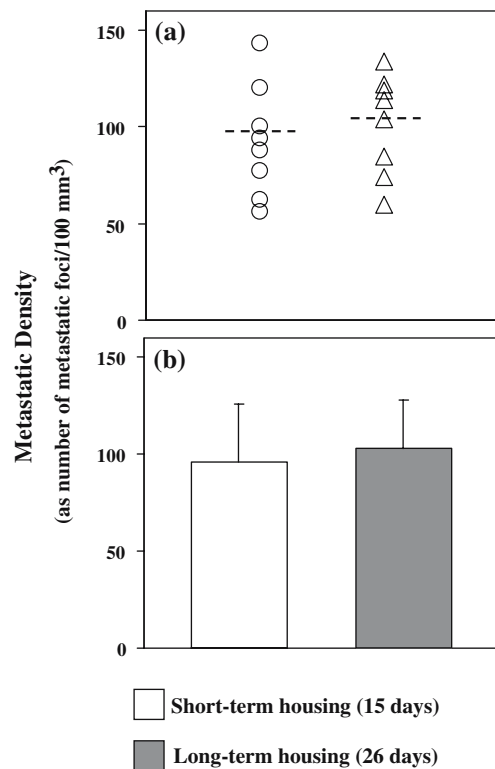 Metastatic Density
(as number of metastatic foci/100 mm³)
(a)
150
100
50
0
(b)
150
100
50
0
Short-term housing (15 days)
Long-term housing (26 days)